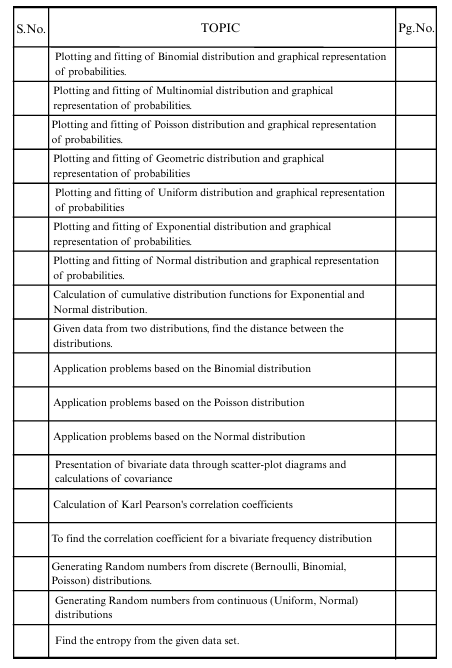 S.No. TOPIC Pg.No.
Plotting and fitting of Binomial distribution and graphical representation
of probabilities.
Plotting and fitting of Multinomial distribution and graphical
representation of probabilities.
Plotting and fitting of Poisson distribution and graphical representation
of probabilities.
Plotting and fitting of Geometric distribution and graphical
representation of probabilities
Plotting and fitting of Uniform distribution and graphical representation
of probabilities
Plotting and fitting of Exponential distribution and graphical
representation of probabilities.
Plotting and fitting of Normal distribution and graphical representation
of probabilities.
Calculation of cumulative distribution functions for Exponential and
Normal distribution.
Given data from two distributions, find the distance between the
distributions.
Application problems based on the Binomial distribution
Application problems based on the Poisson distribution
Application problems based on the Normal distribution
Presentation of bivariate data through scatter-plot diagrams and
calculations of covariance
Calculation of Karl Pearson's correlation coefficients
To find the correlation coefficient for a bivariate frequency distribution
Generating Random numbers from discrete (Bernoulli, Binomial,
Poisson) distributions.
Generating Random numbers from continuous (Uniform, Normal)
distributions
Find the entropy from the given data set.